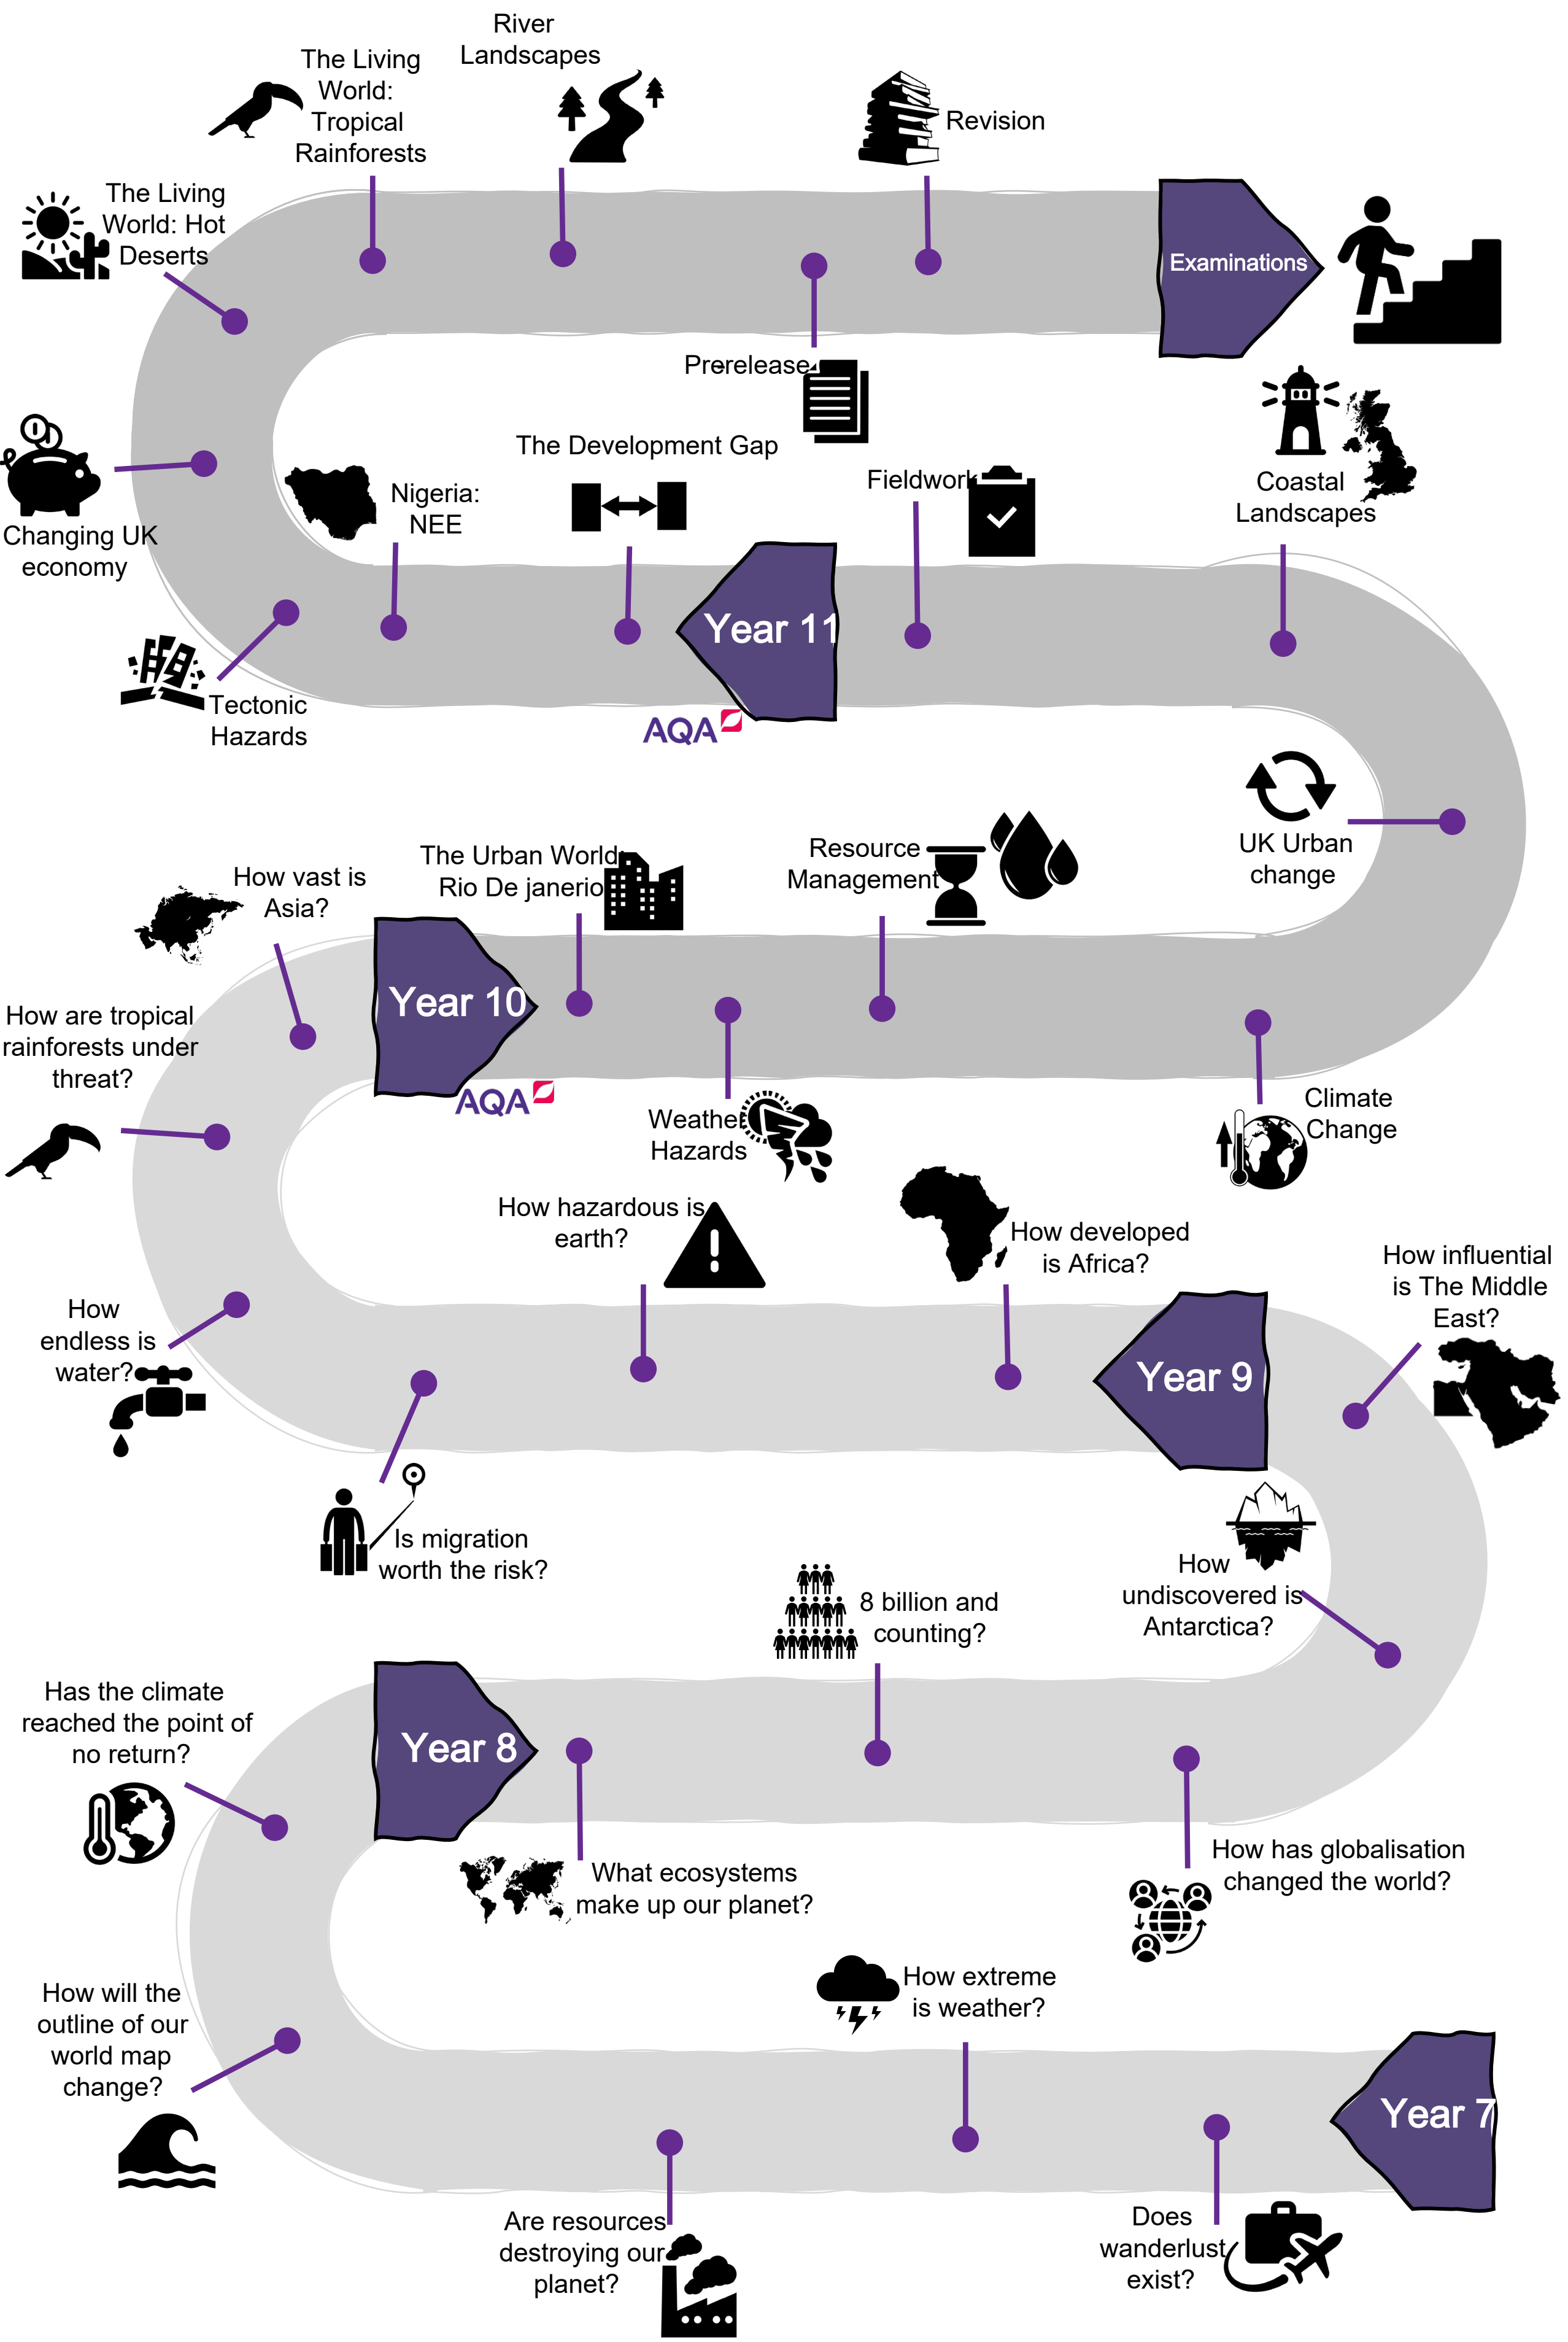 River
Landscapes
The Living
World:
Tropical
Rainforests
Revision
The Living
World: Hot
Deserts
Examinations
Prerelease
The Development Gap
Fieldwork
Coastal
Landscapes
Nigeria:
NEE
Changing UK
economy
Year 11
Tectonic
Hazards
AQA
UK Urban
change
The Urban World:
Rio De janerio
Resource
Management
How vast is
Asia?
Year 10
How are tropical
rainforests under
threat?
AQA
Weather
Hazards
Climate
Change
How hazardous is
earth?
How developed
is Africa?
How influential
is The Middle
East?
How
endless is
water?
Year 9
Is migration
worth the risk?
How
undiscovered is
Antarctica?
8 billion and
counting?
Has the climate
reached the point of
no return?
Year 8
What ecosystems
make up our planet?
How has globalisation
changed the world?
How will the
outline of our
world map
change?
How extreme
is weather?
Year 7
Are resources
destroying our
planet?
Does
wanderlust
exist?